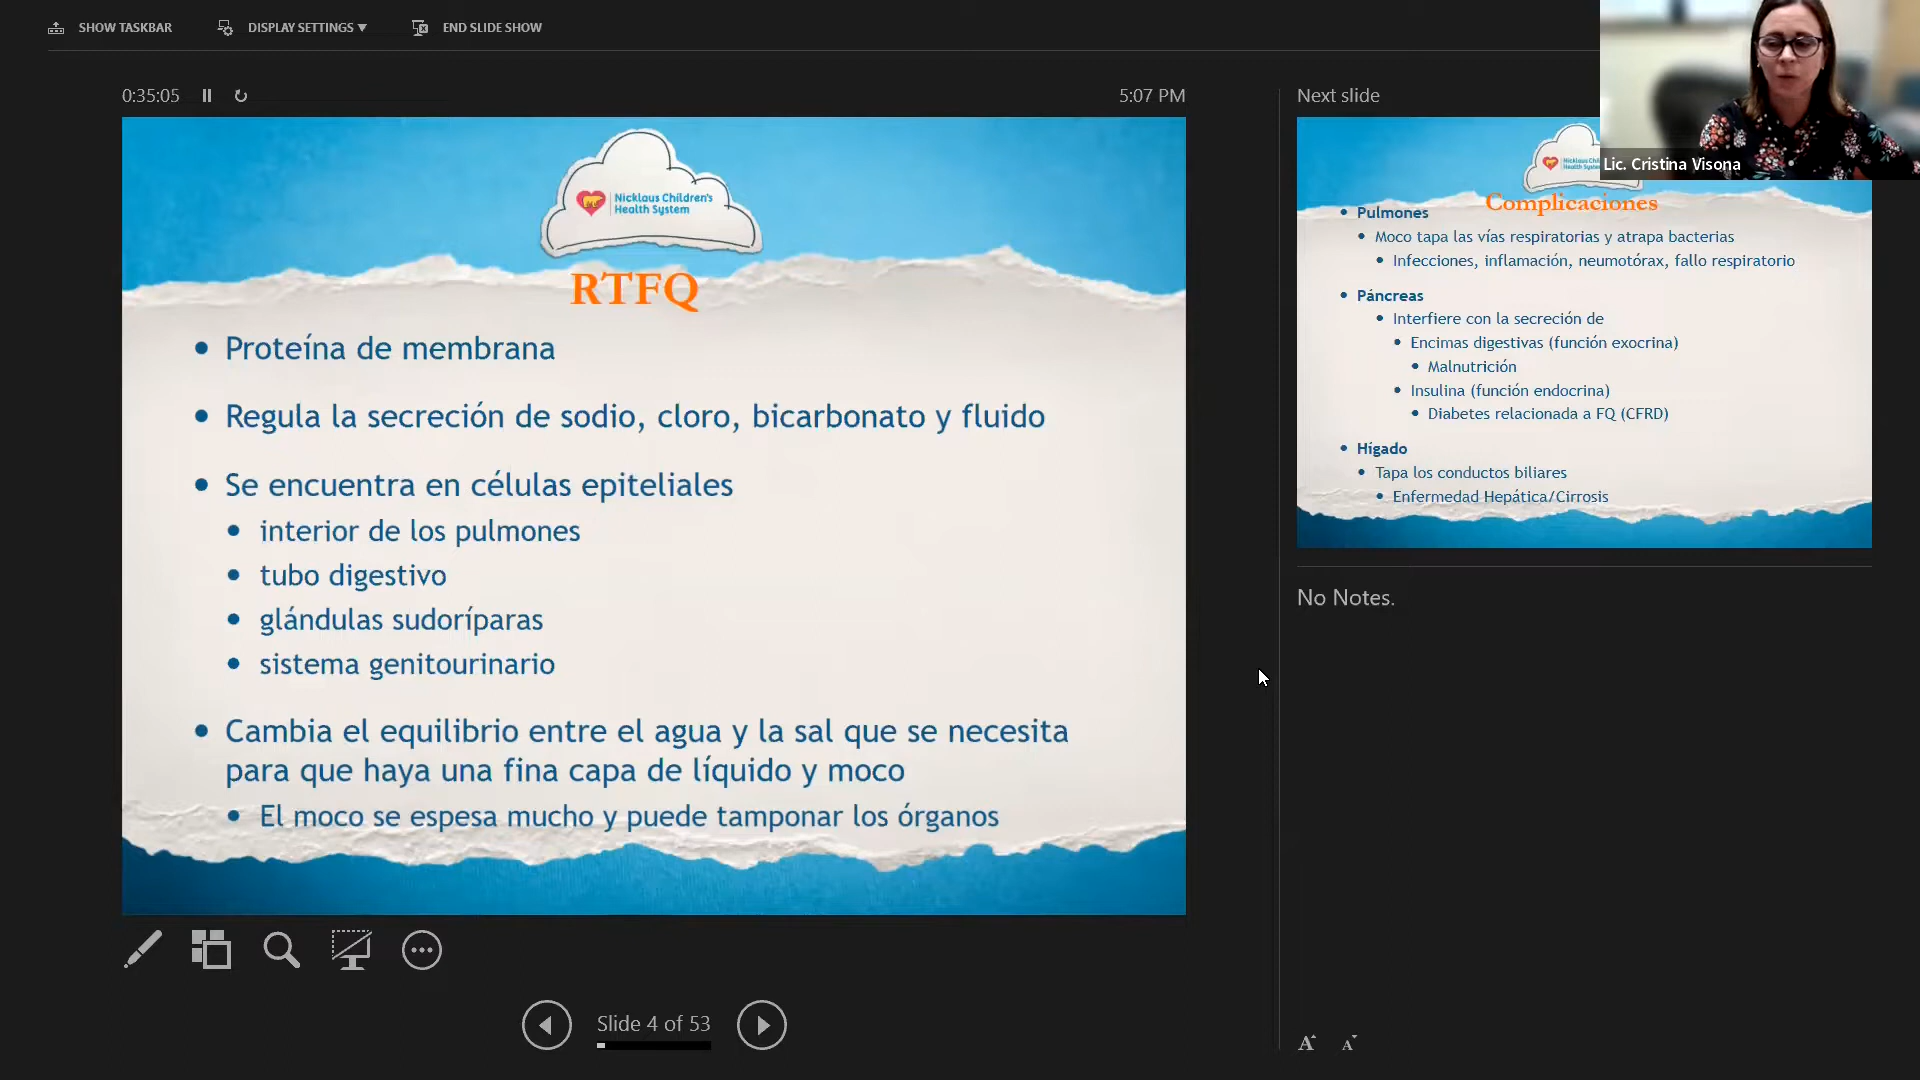 SHOW TASKBAR
DISPLAY SETTINGS ▼
END SLIDE SHOW
0:35:05
5:07 PM
Nicklaus Children's
Health System
RTFQ
• Proteína de membrana
• Regula la secreción de sodio, cloro, bicarbonato y fluido
• Se encuentra en células epiteliales
• interior de los pulmones
• tubo digestivo
• glándulas sudoríparas
• sistema genitourinario
• Cambia el equilibrio entre el agua y la sal que se necesita
para que haya una fina capa de líquido y moco
• El moco se espesa mucho y puede tamponar los órganos
Slide 4 of 53
Next slide
Lic. Cristina Visona
Nicklaus
Health
Complicaciones
• Pulmones
• Moco tapa las vías respiratorias y atrapa bacterias
• Infecciones, inflamación, neumotórax, fallo respiratorio
• Páncreas
• Interfiere con la secreción de
• Encimas digestivas (función exocrina)
• Malnutrición
• Insulina (función endocrina)
• Diabetes relacionada a FQ (CFRD)
• Hígado
• Tapa los conductos biliares
• Enfermedad Hepática/Cirrosis
No Notes.
A A